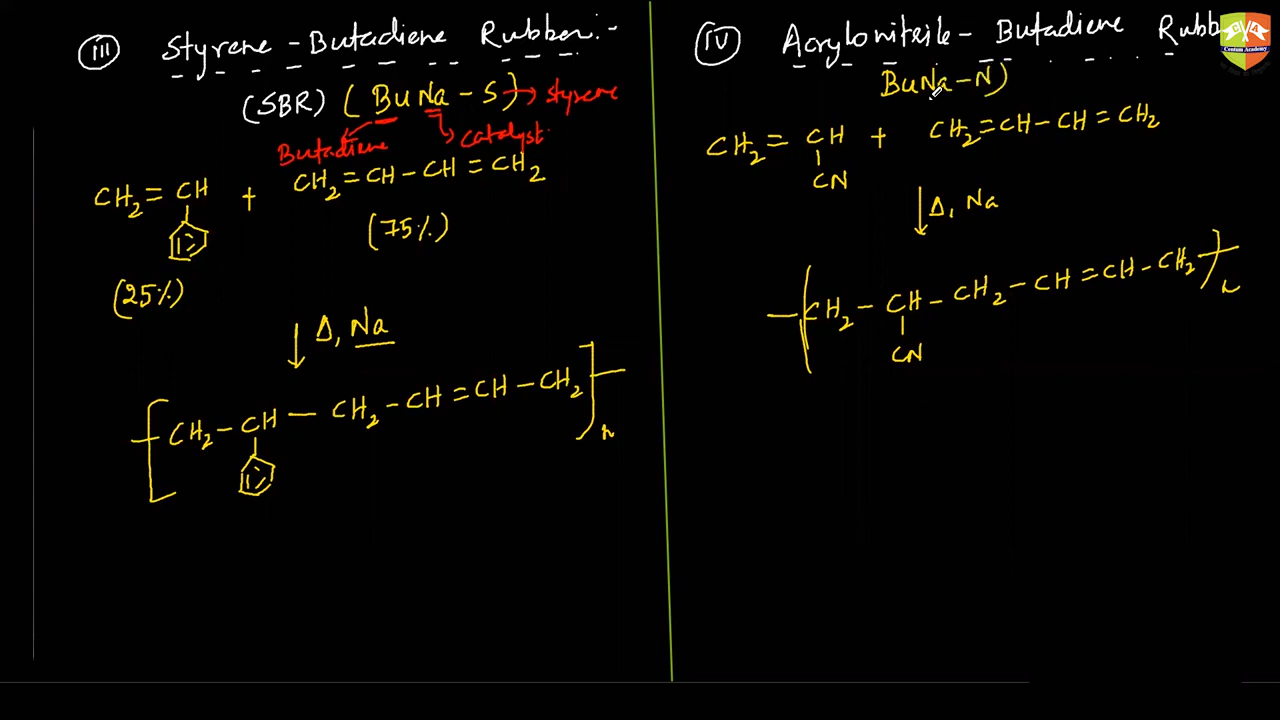 (iii) Styrene-Butadiene Rubber:-
(SBR) (BuNa-S) → Styrene
Butadiene Catalyst
CH₂ = CH + CH₂ = CH - CH = CH₂
(25%) (75%)
Δ, Na
CH₂ - CH — CH₂ - CH = CH - CH₂ n
(iv) Acrylonitrile - Butadiene Rubb
BuNa-N)
CH₂ = CH + CH₂ = CH - CH = CH₂
CN
Δ, Na
CH₂ - CH - CH₂ - CH = CH - CH₂ n
CN
Centum Academy